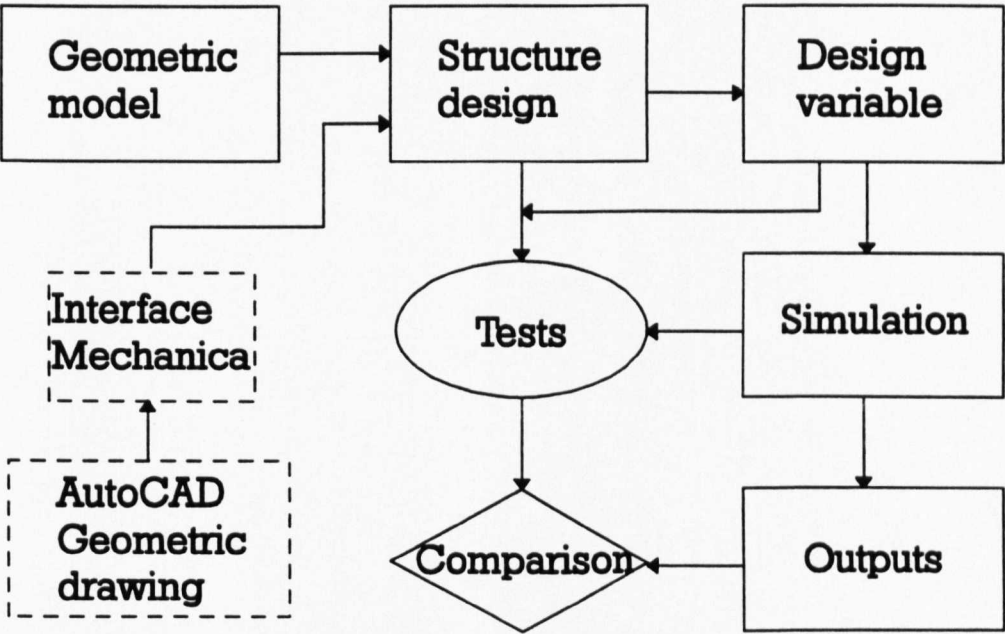 Geometric
model
Structure
design
Design
variable
Interface
Mechanica
Tests
Simulation
AutoCAD
Geometric
drawing
Comparison
Outputs